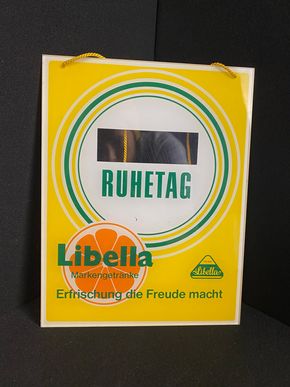 RUHETAG
Libella
Markengetränke
Libella
Erfrischung die Freude macht